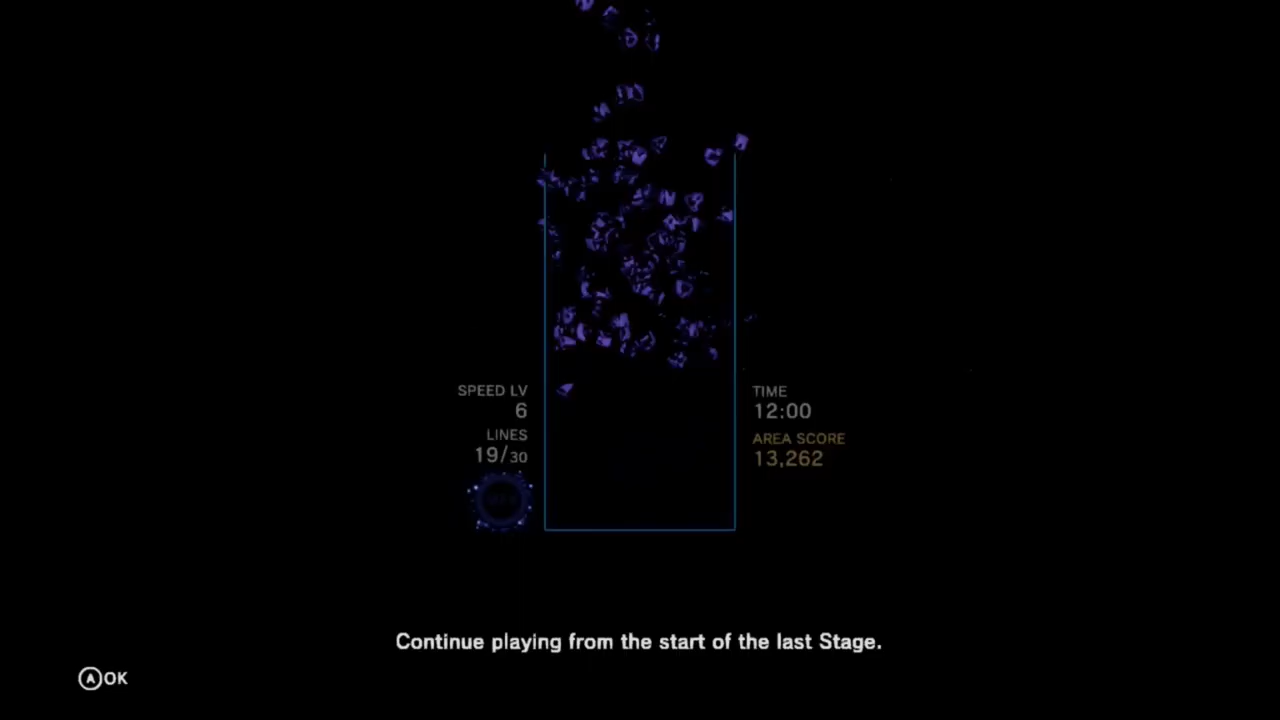 SPEED LV
6
LINES
19/30
TIME
12:00
AREA SCORE
13,262
Continue playing from the start of the last Stage.
A OK